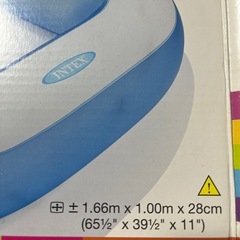 INTEX
± 1.66m x 1.00m x 28cm
(65½" x 39½" x 11")
!